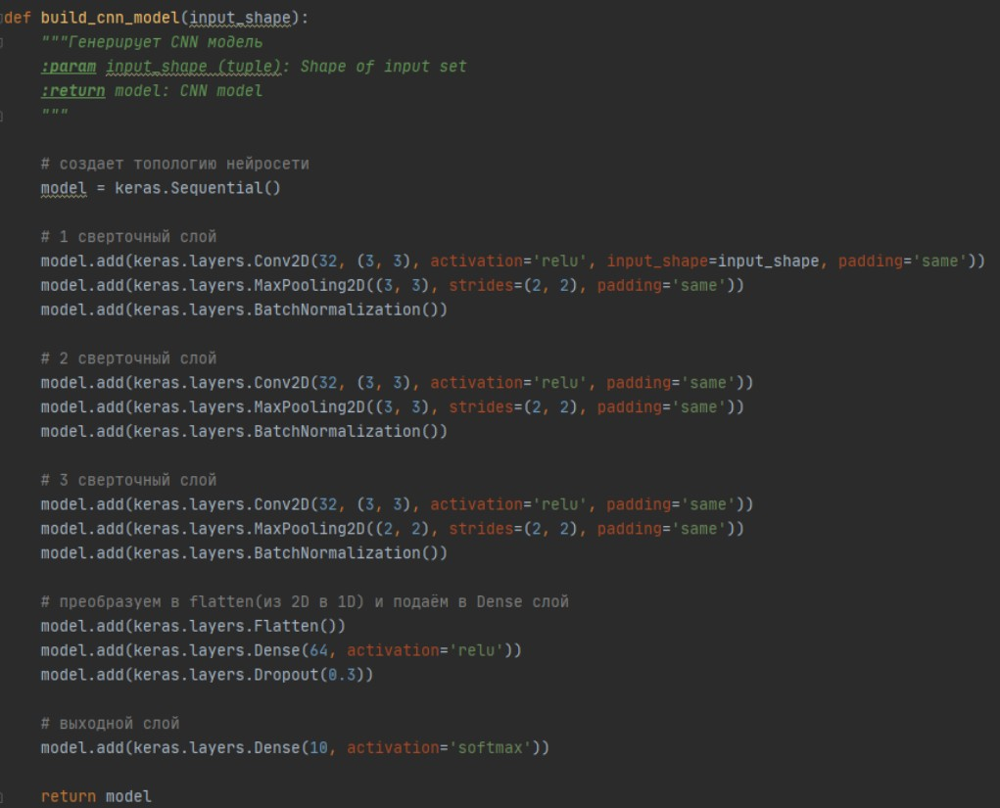 def build_cnn_model(input_shape):
    """Генерирует CNN модель
    :param input_shape (tuple): Shape of input set
    :return model: CNN model
    """

    # создает топологию нейросети
    model = keras.Sequential()

    # 1 сверточный слой
    model.add(keras.layers.Conv2D(32, (3, 3), activation='relu', input_shape=input_shape, padding='same'))
    model.add(keras.layers.MaxPooling2D((3, 3), strides=(2, 2), padding='same'))
    model.add(keras.layers.BatchNormalization())

    # 2 сверточный слой
    model.add(keras.layers.Conv2D(32, (3, 3), activation='relu', padding='same'))
    model.add(keras.layers.MaxPooling2D((3, 3), strides=(2, 2), padding='same'))
    model.add(keras.layers.BatchNormalization())

    # 3 сверточный слой
    model.add(keras.layers.Conv2D(32, (3, 3), activation='relu', padding='same'))
    model.add(keras.layers.MaxPooling2D((2, 2), strides=(2, 2), padding='same'))
    model.add(keras.layers.BatchNormalization())

    # преобразуем в flatten(из 2D в 1D) и подаём в Dense слой
    model.add(keras.layers.Flatten())
    model.add(keras.layers.Dense(64, activation='relu'))
    model.add(keras.layers.Dropout(0.3))

    # выходной слой
    model.add(keras.layers.Dense(10, activation='softmax'))

    return model